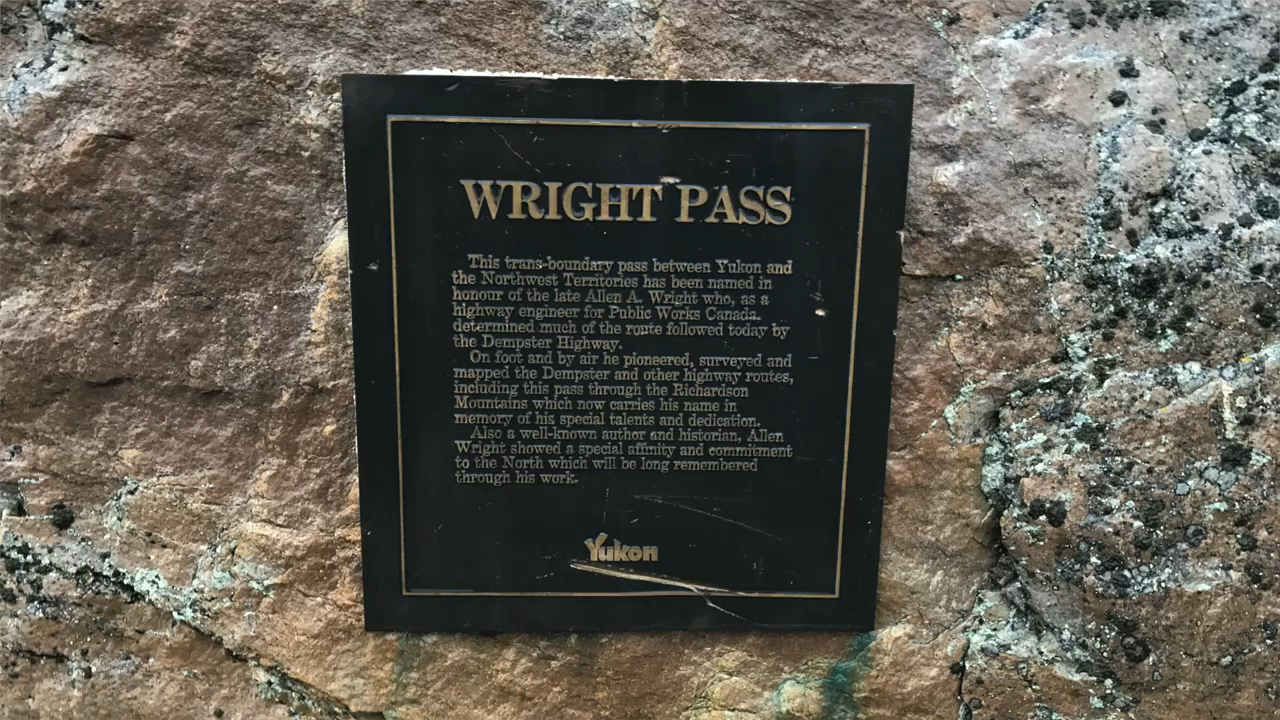 WRIGHT PASS
This trans-boundary pass between Yukon and
the Northwest Territories has been named in
honour of the late Allen A. Wright who, as a
highway engineer for Public Works Canada.
determined much of the route followed today by
the Dempster Highway.
On foot and by air he pioneered, surveyed and
mapped the Dempster and other highway routes,
including this pass through the Richardson
Mountains which now carries his name in
memory of his special talents and dedication.
Also a well-known author and historian, Allen
Wright showed a special affinity and commitment
to the North which will be long remembered
through his work.
Yukon